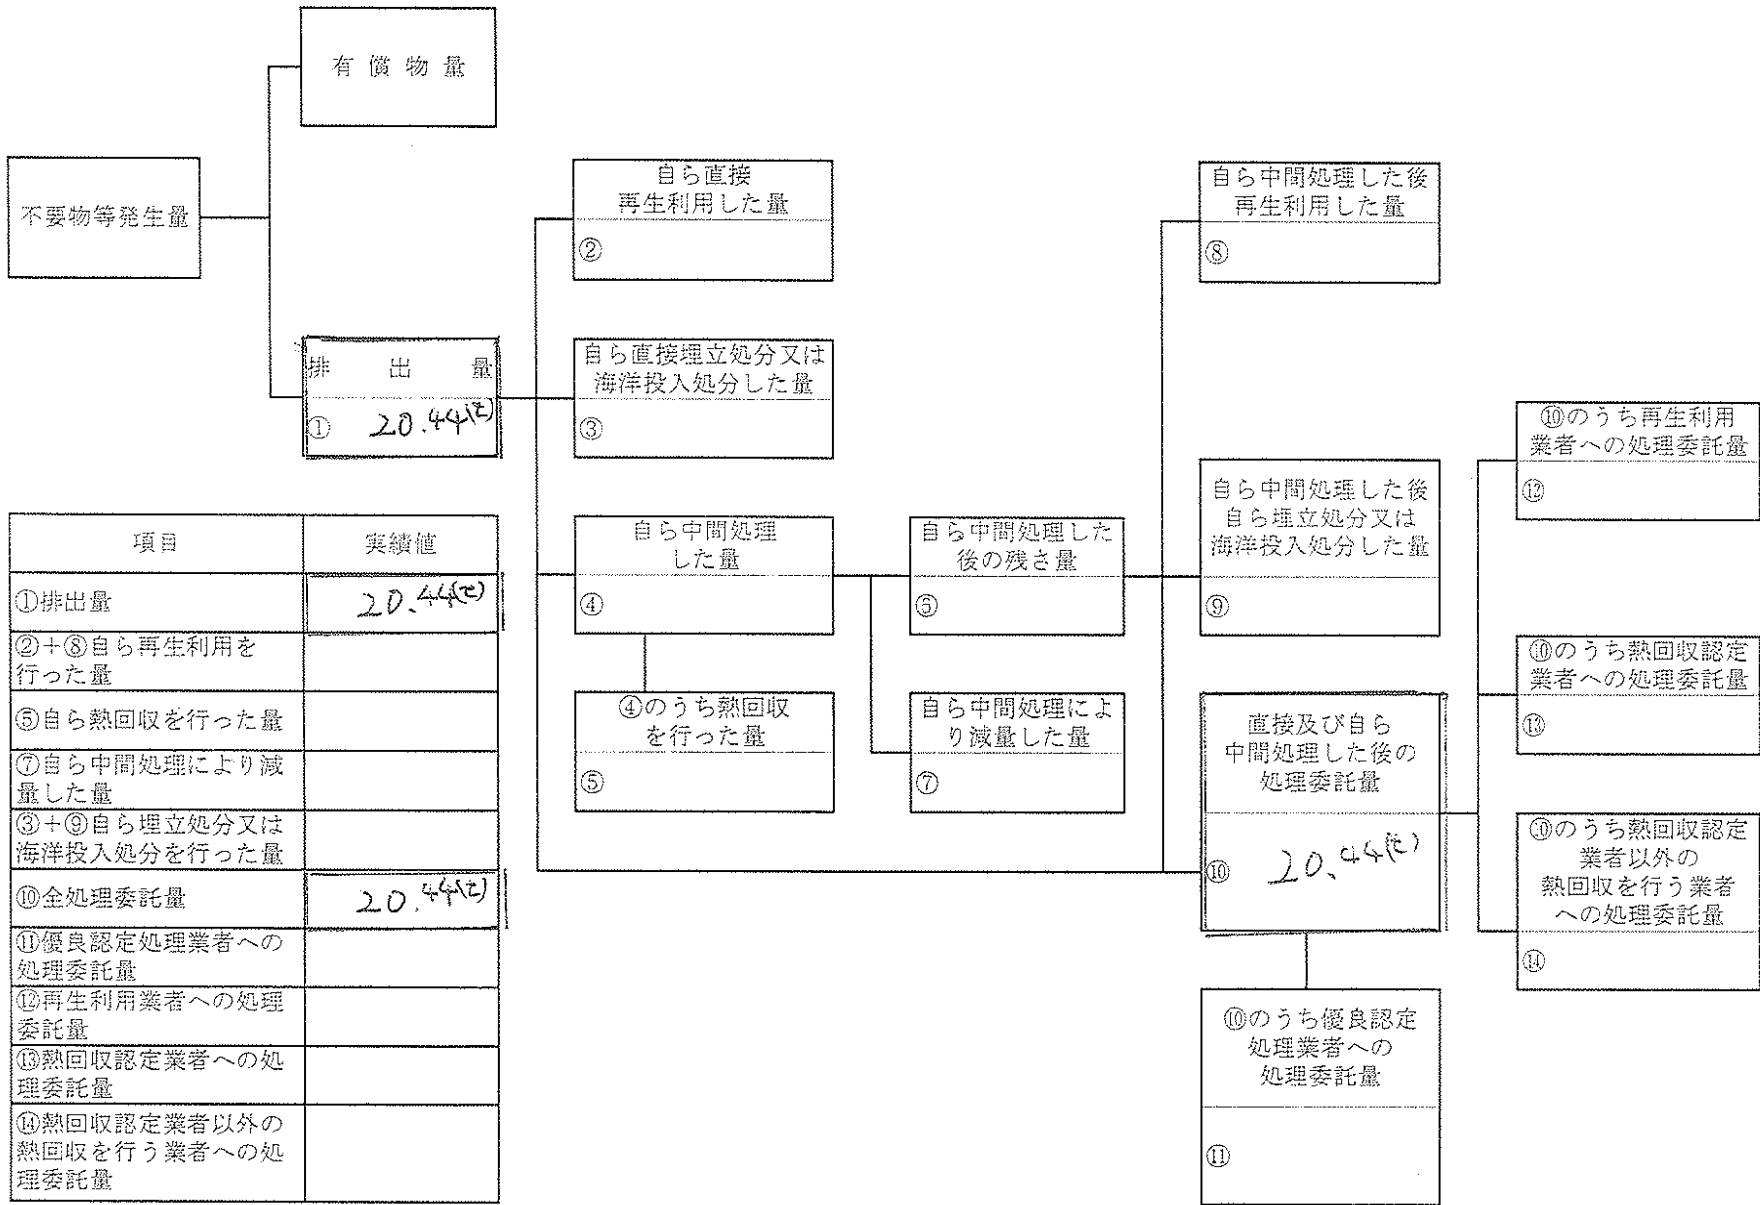 有償物量
不要物等発生量
排出量
① 20.44(t)
自ら直接
再生利用した量
②
自ら直接埋立処分又は
海洋投入処分した量
③
自ら中間処理
した量
④
④のうち熱回収
を行った量
⑤
自ら中間処理した
後の残さ量
⑥
自ら中間処理によ
り減量した量
⑦
自ら中間処理した後
再生利用した量
⑧
自ら中間処理した後
自ら埋立処分又は
海洋投入処分した量
⑨
直接及び自ら
中間処理した後の
処理委託量
⑩ 20.44(t)
⑩のうち優良認定
処理業者への
処理委託量
⑪
⑩のうち再生利用
業者への処理委託量
⑫
⑩のうち熱回収認定
業者への処理委託量
⑬
⑩のうち熱回収認定
業者以外の
熱回収を行う業者
への処理委託量
⑭
項目 実績値
①排出量 20.44(t)
②+⑧自ら再生利用を
行った量
⑤自ら熱回収を行った量
⑦自ら中間処理により減
量した量
③+⑨自ら埋立処分又は
海洋投入処分を行った量
⑩全処理委託量 20.44(t)
⑪優良認定処理業者への
処理委託量
⑫再生利用業者への処理
委託量
⑬熱回収認定業者への処
理委託量
⑭熱回収認定業者以外の
熱回収を行う業者への処
理委託量